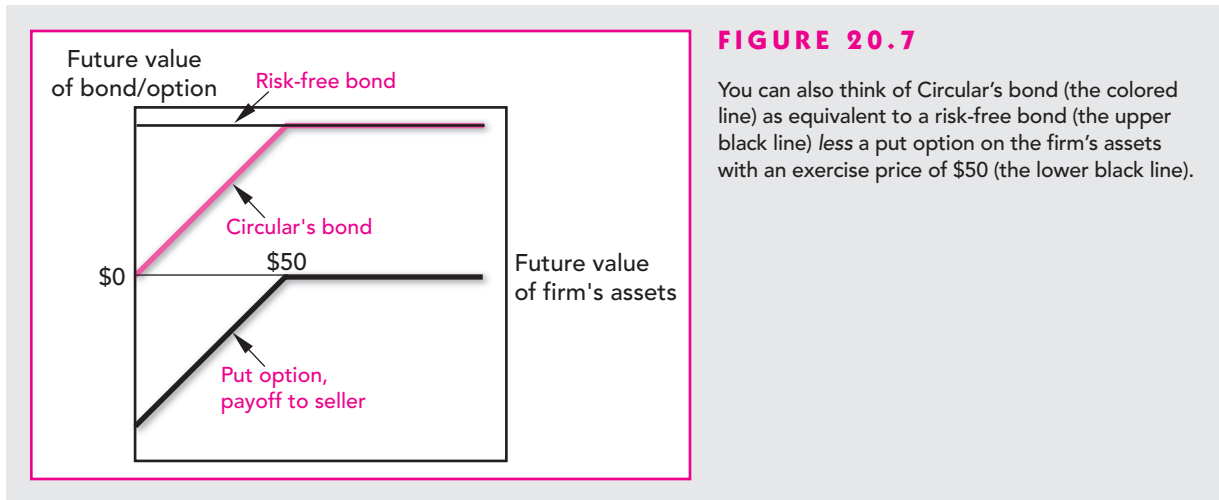 FIGURE 20.7
You can also think of Circular’s bond (the colored
line) as equivalent to a risk-free bond (the upper
black line) less a put option on the firm’s assets
with an exercise price of $50 (the lower black line).
Future value
of bond/option
Risk-free bond
Circular's bond
$0
$50
Future value
of firm's assets
Put option,
payoff to seller